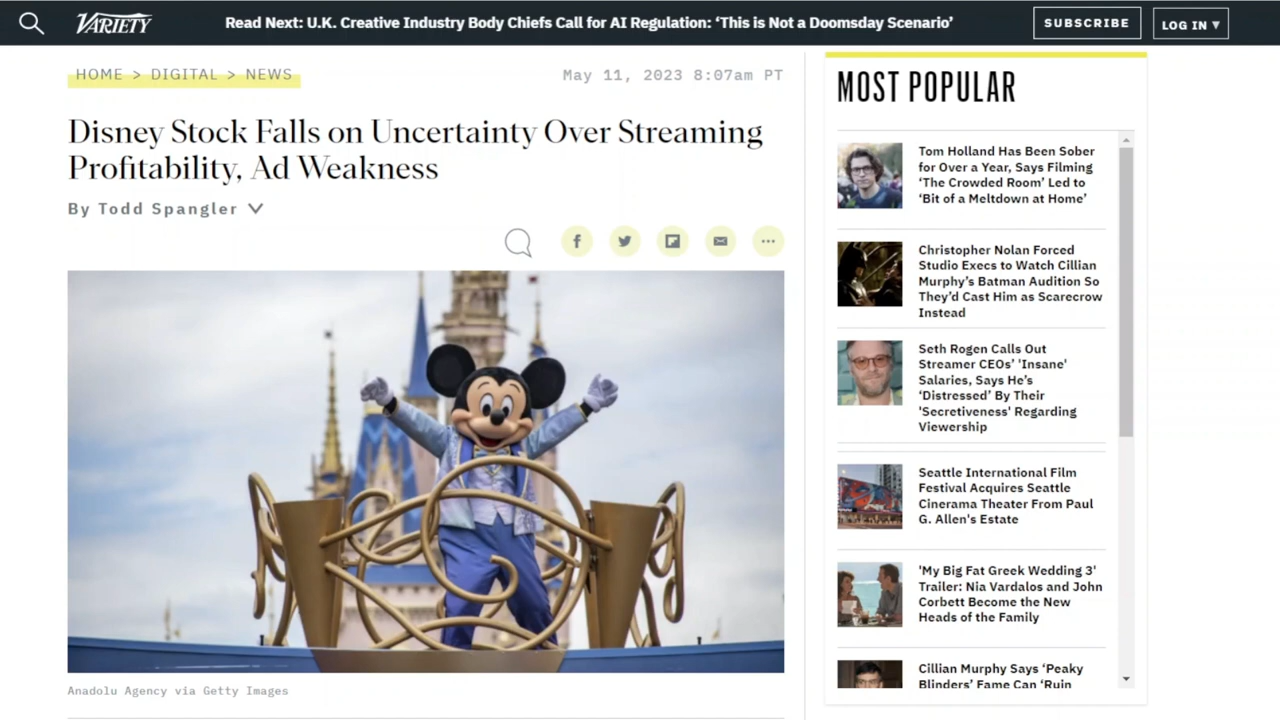 VARIETY
Read Next: U.K. Creative Industry Body Chiefs Call for AI Regulation: ‘This is Not a Doomsday Scenario’
SUBSCRIBE
LOG IN ▾
HOME > DIGITAL > NEWS
May 11, 2023 8:07am PT
Disney Stock Falls on Uncertainty Over Streaming
Profitability, Ad Weakness
By Todd Spangler
Anadolu Agency via Getty Images
MOST POPULAR
Tom Holland Has Been Sober
for Over a Year, Says Filming
‘The Crowded Room’ Led to
‘Bit of a Meltdown at Home’
Christopher Nolan Forced
Studio Execs to Watch Cillian
Murphy’s Batman Audition So
They’d Cast Him as Scarecrow
Instead
Seth Rogen Calls Out
Streamer CEOs’ 'Insane'
Salaries, Says He’s
‘Distressed’ By Their
'Secretiveness' Regarding
Viewership
Seattle International Film
Festival Acquires Seattle
Cinerama Theater From Paul
G. Allen's Estate
'My Big Fat Greek Wedding 3'
Trailer: Nia Vardalos and John
Corbett Become the New
Heads of the Family
Cillian Murphy Says ‘Peaky
Blinders’ Fame Can ‘Ruin